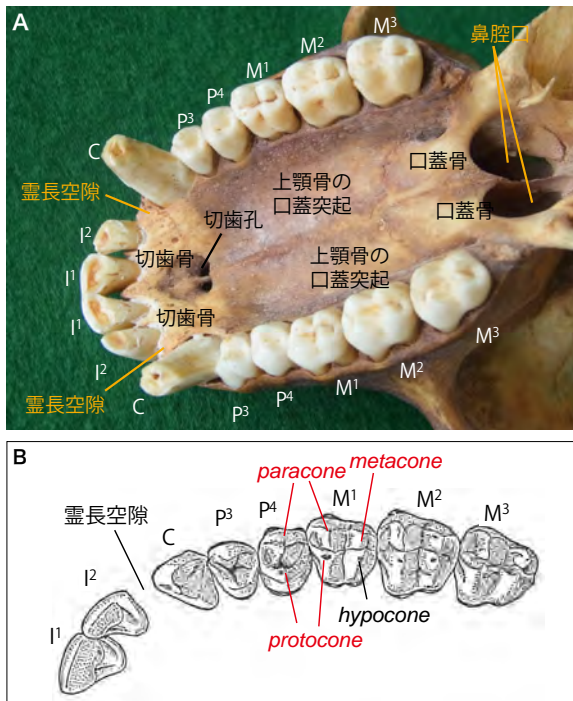 A
M³
鼻腔口
M²
M¹
P⁴
P³
C
口蓋骨
上顎骨の
口蓋突起
霊長空隙
切歯孔
口蓋骨
I²
切歯骨
上顎骨の
口蓋突起
I¹
切歯骨
I¹
M³
I²
M²
M¹
霊長空隙
C
P³
P⁴
B
paracone
metacone
M¹
M²
P⁴
M³
P³
霊長空隙
C
I²
hypocone
I¹
protocone